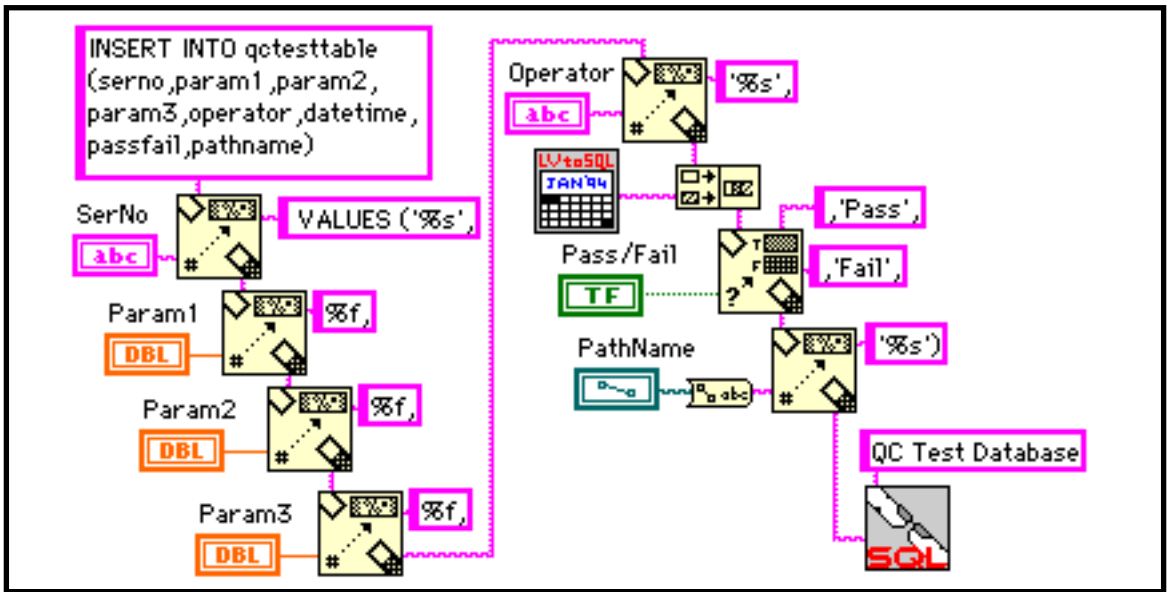 INSERT INTO qctesttable
(serno,param1,param2,
param3,operator,datetime,
passfail,pathname)
SerNo
abc
VALUES ('%s',
Param1
DBL
%f,
Param2
DBL
%f,
Param3
DBL
%f,
Operator
abc
'%s',
LVtoSQL
JAN'94
Pass/Fail
TF
T
F
?
,'Pass',
,'Fail',
PathName
abc
'%s')
QC Test Database
SQL
#
#
#
#
#
#